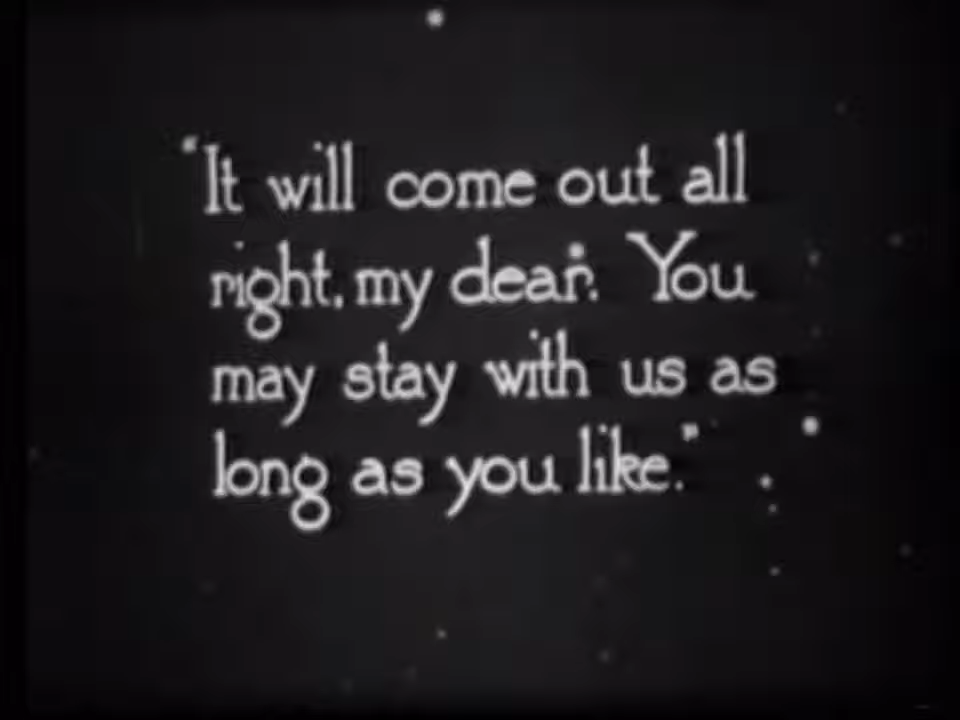 "It will come out all
right, my dear. You
may stay with us as
long as you like."